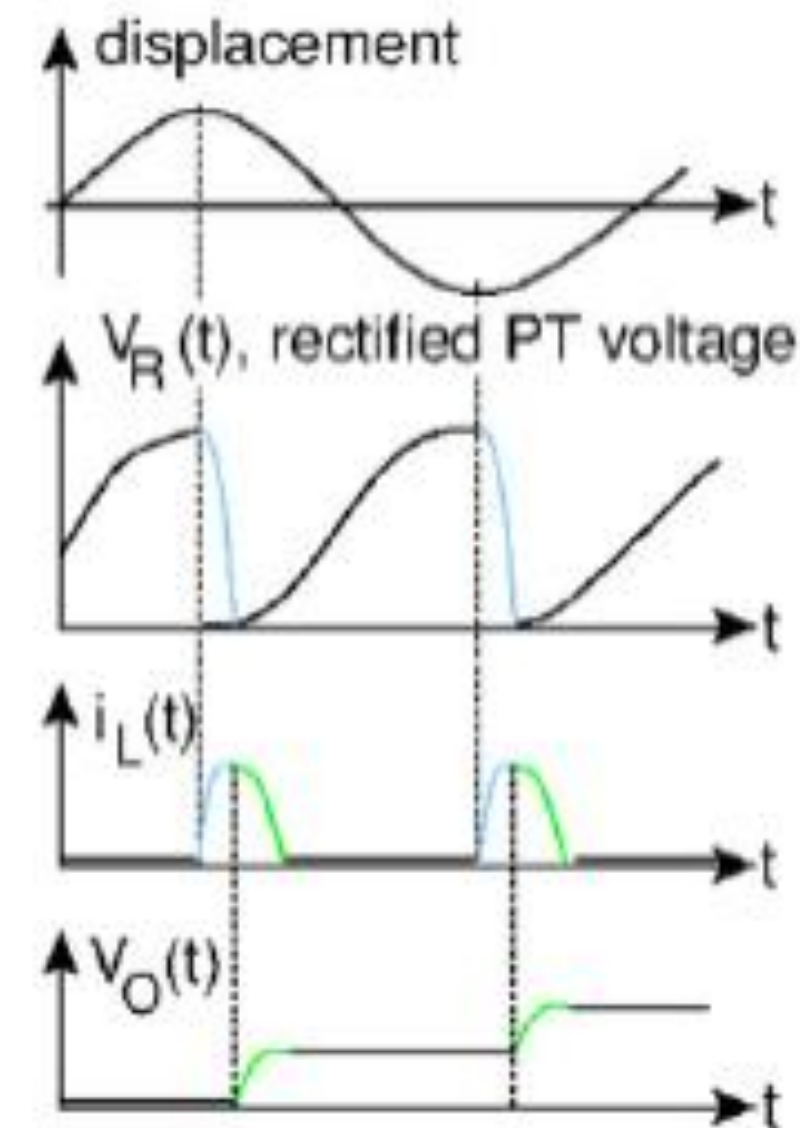 displacement
t
V_R(t), rectified PT voltage
t
i_L(t)
t
V_O(t)
t